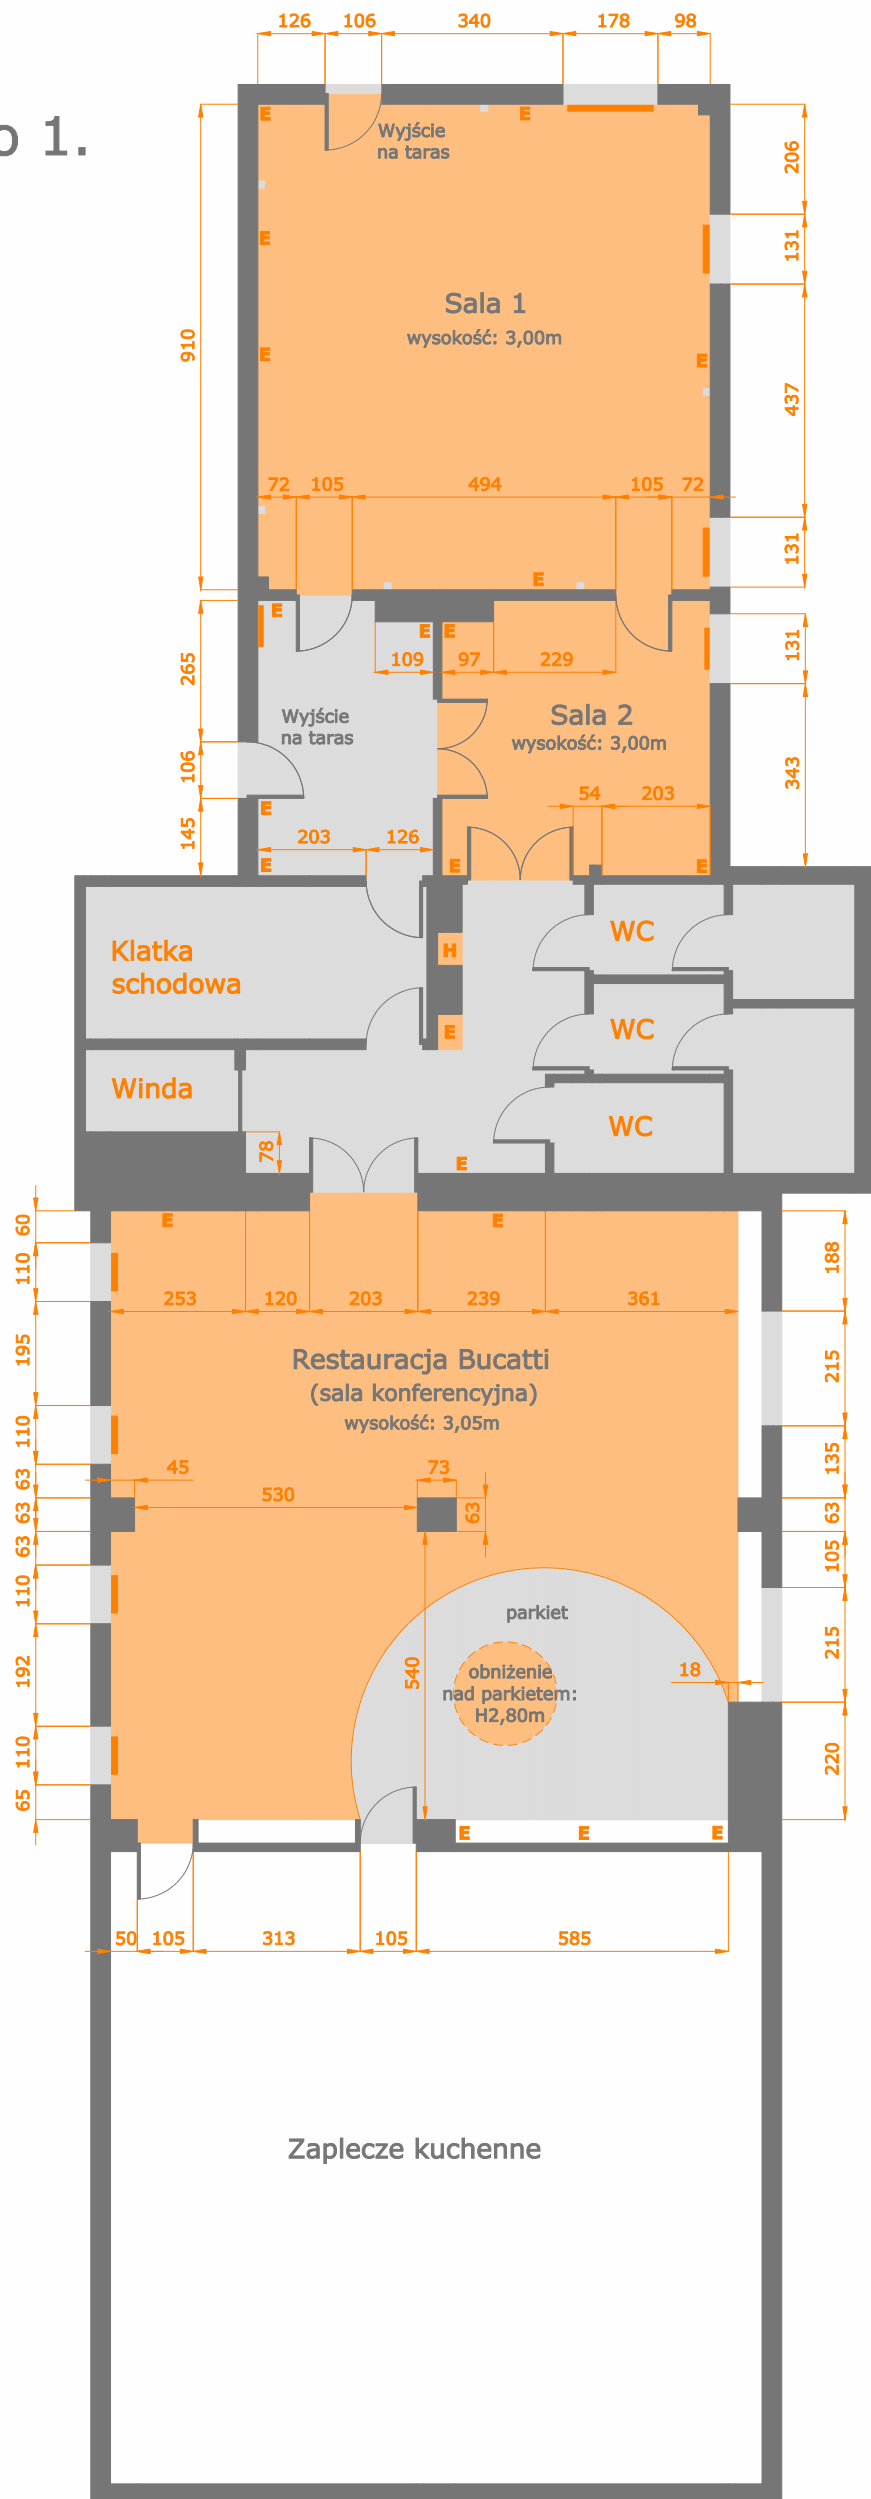 126 106 340 178 98
o 1.
E E
Wyjście
na taras
206
131
E
910
Sala 1
wysokość: 3,00m
E E
437
72 105 494 105 72
131
E
E E E
265
109 97 229
131
Wyjście
na taras
Sala 2
wysokość: 3,00m
106
343
54 203
E
145
203 126
E E E
WC
H
Klatka
schodowa
WC
E
Winda
WC
78
E
60
E E
188
110
253 120 203 239 361
195
215
Restauracja Bucatti
(sala konferencyjna)
wysokość: 3,05m
110
135
63
45 73
530
63 63 63
63
105
110
parkiet
192
540
215
obniżenie
nad parkietem:
H2,80m
18
110
220
65
E E E
50 105 313 105 585
Zaplecze kuchenne